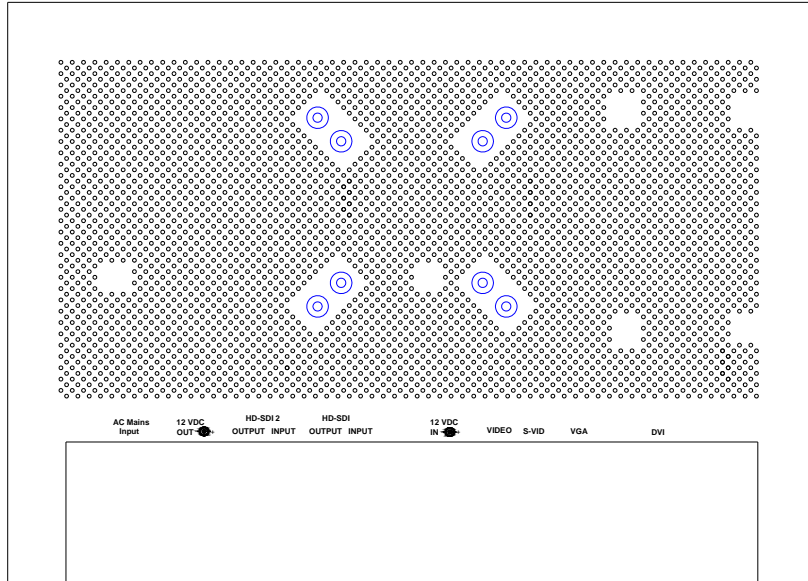 AC Mains
Input
12 VDC
OUT
HD-SDI 2
OUTPUT INPUT
HD-SDI
OUTPUT INPUT
12 VDC
IN
VIDEO
S-VID
VGA
DVI